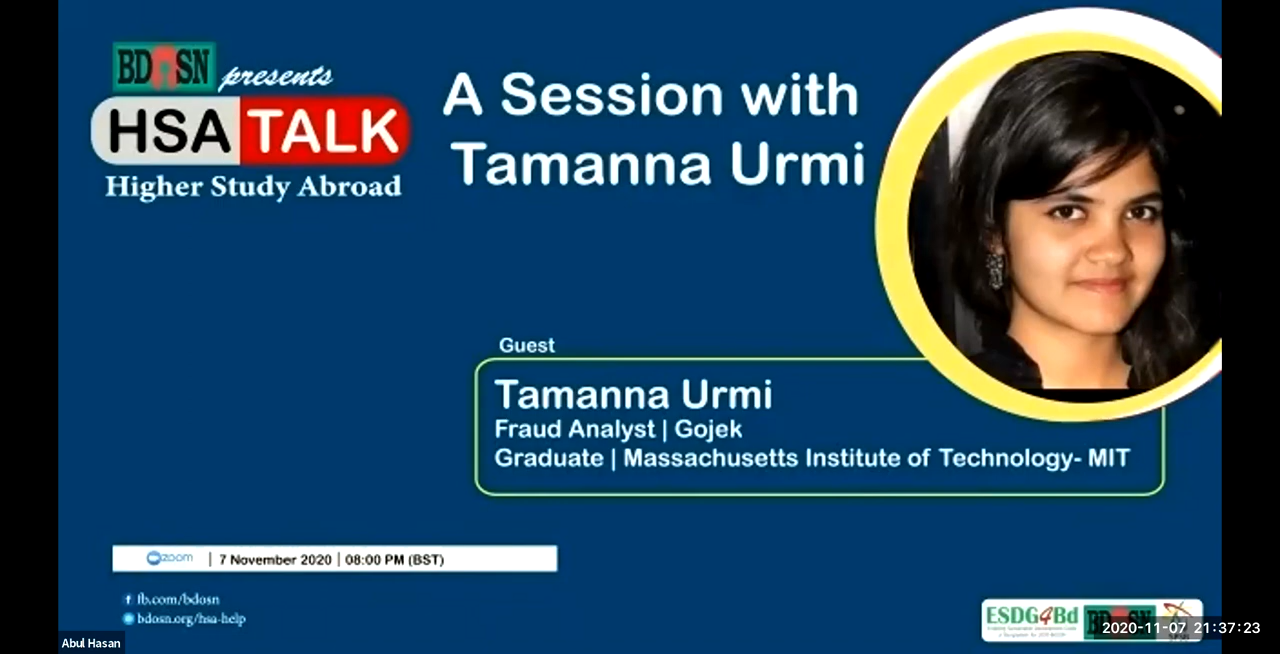 BDOSN presents
HSA TALK
Higher Study Abroad
A Session with
Tamanna Urmi
Guest
Tamanna Urmi
Fraud Analyst | Gojek
Graduate | Massachusetts Institute of Technology- MIT
zoom | 7 November 2020 | 08:00 PM (BST)
fb.com/bdosn
bdosn.org/hsa-help
ESDG4Bd
2020-11-07 21:37:23
Abul Hasan